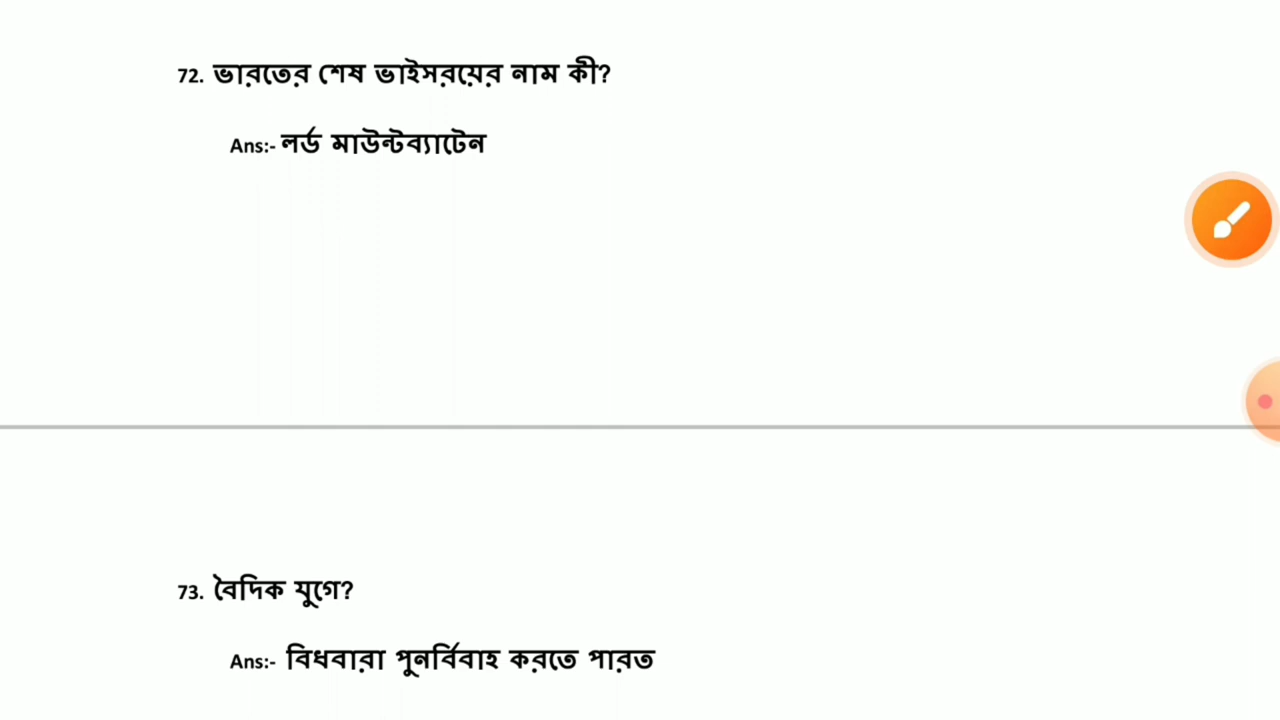 72. ভারতের শেষ ভাইসরয়ের নাম কী?
Ans:- লর্ড মাউন্টব্যাটেন
73. বৈদিক যুগে?
Ans:- বিধবারা পুনর্বিবাহ করতে পারত